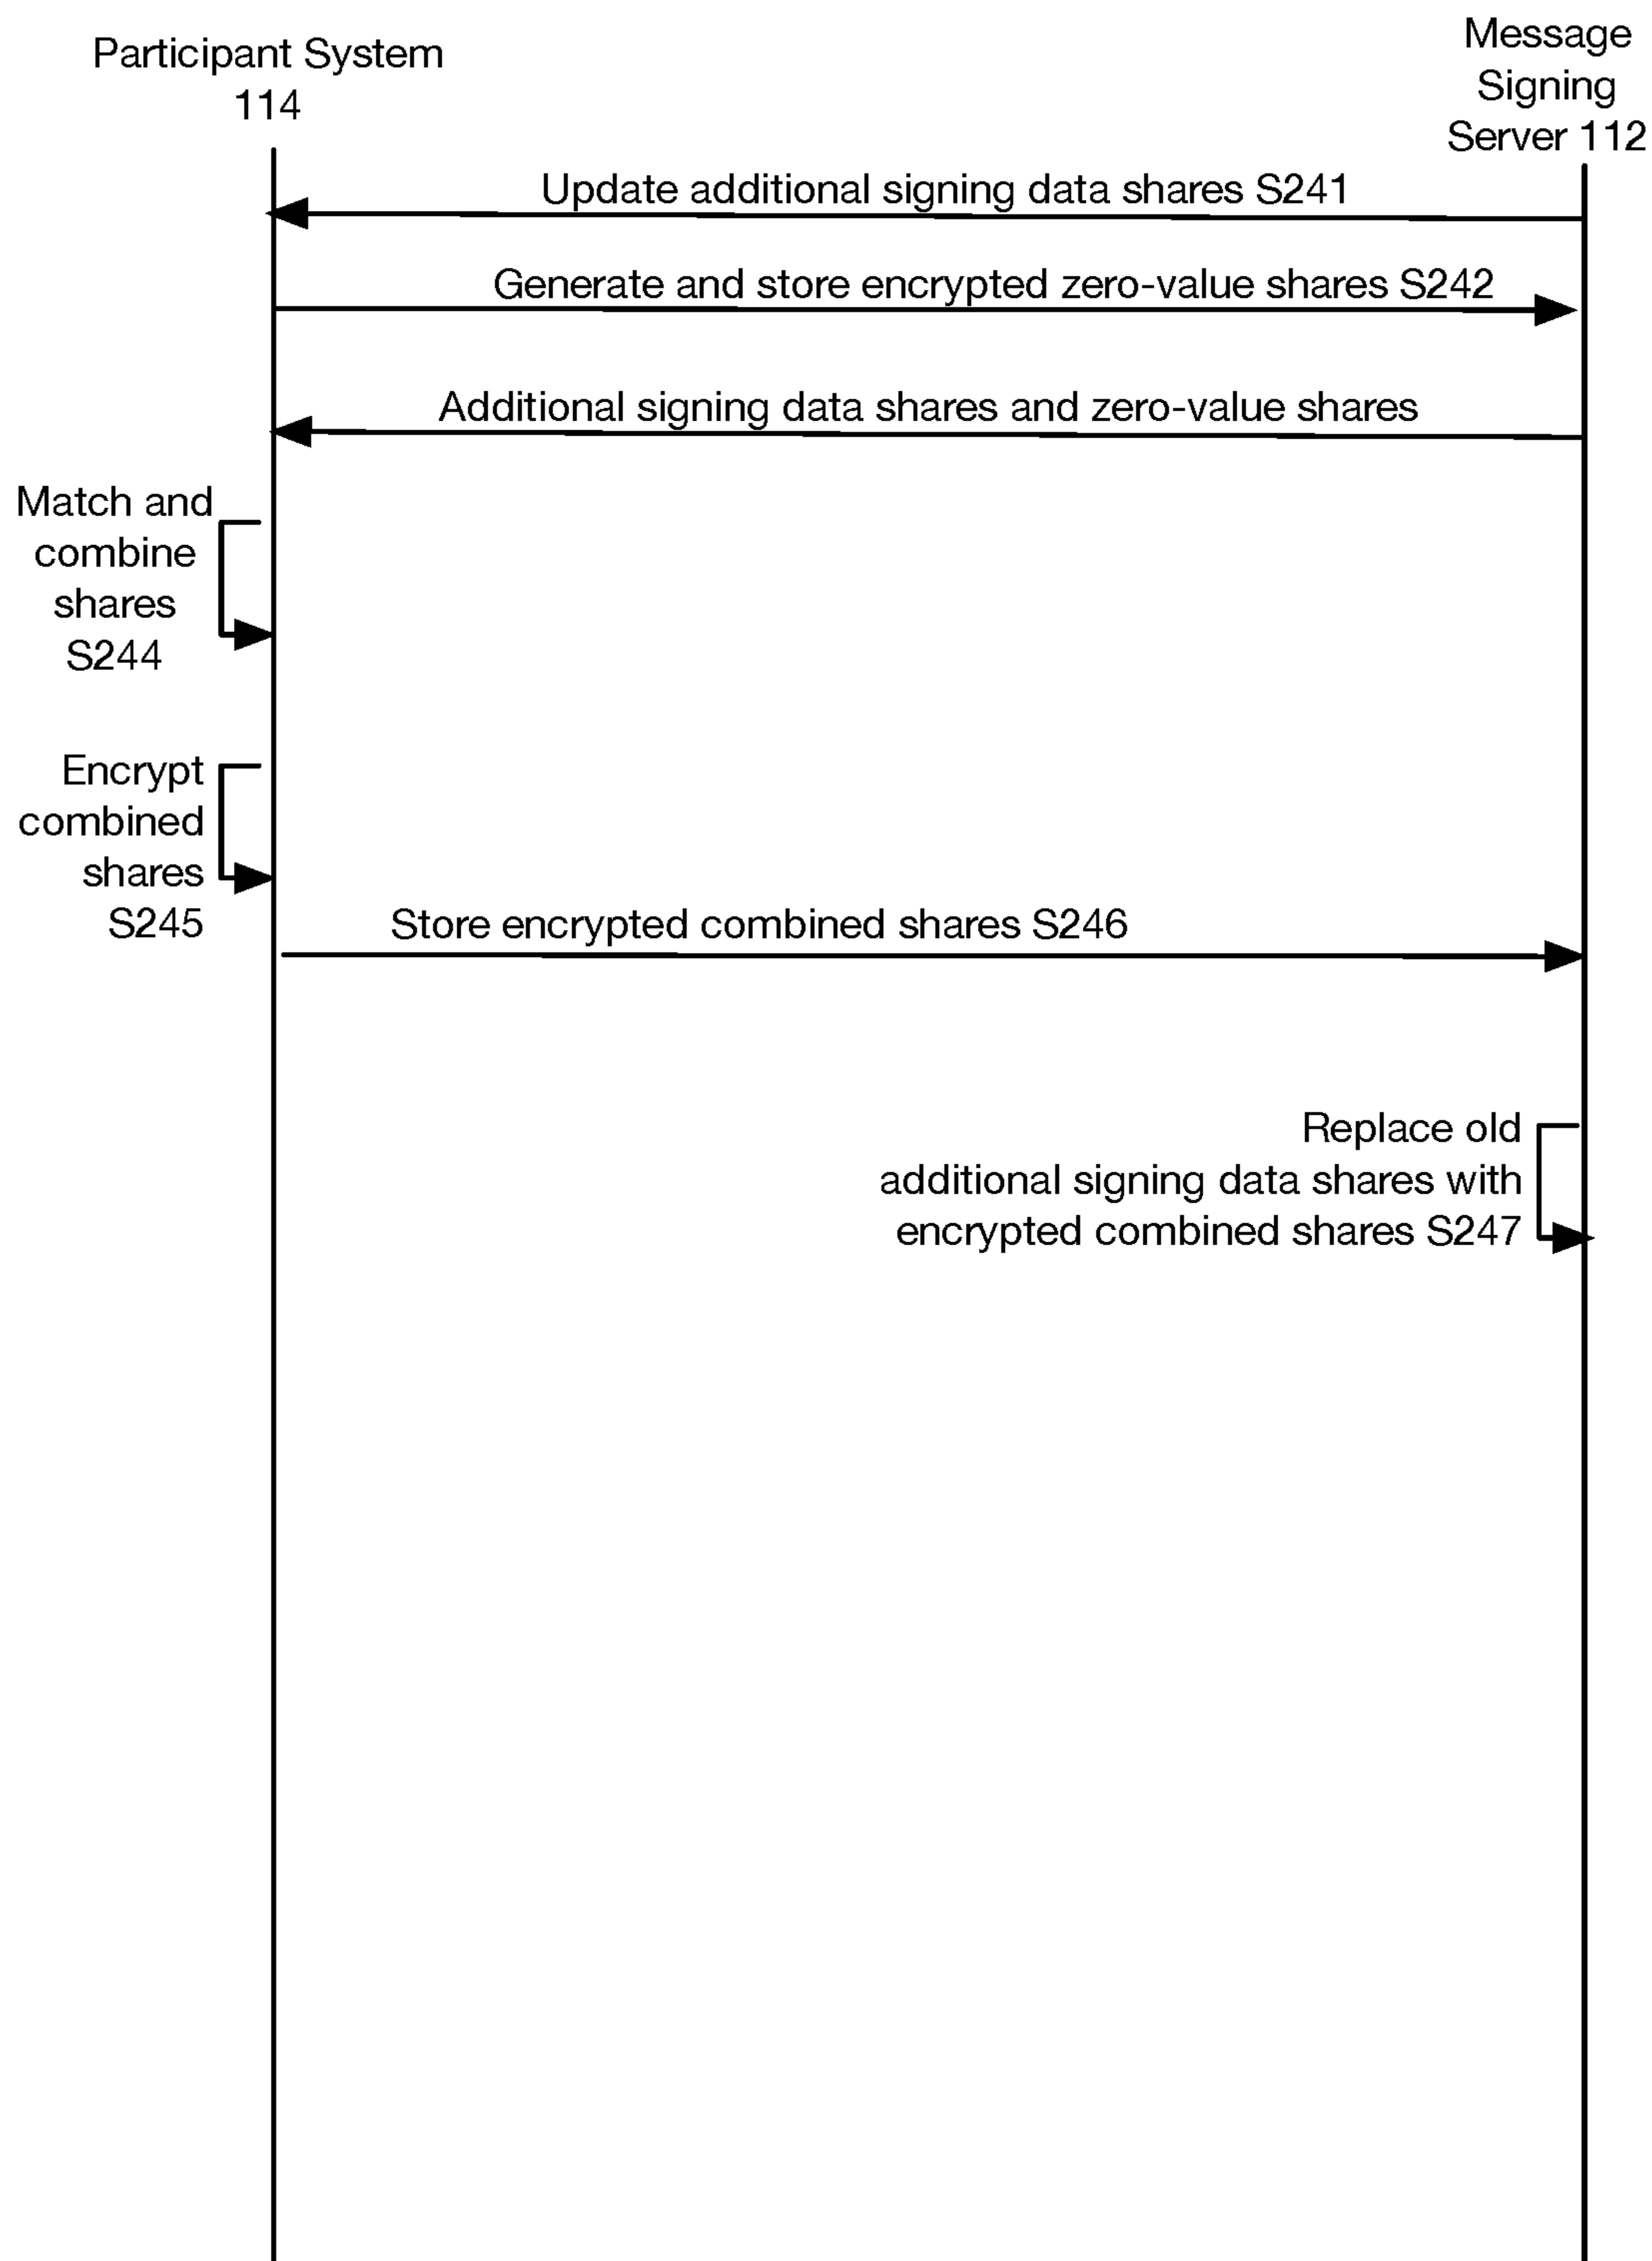 Participant System
114
Message
Signing
Server 112
Update additional signing data shares S241
Generate and store encrypted zero-value shares S242
Additional signing data shares and zero-value shares
Match and
combine
shares
S244
Encrypt
combined
shares
S245
Store encrypted combined shares S246
Replace old
additional signing data shares with
encrypted combined shares S247